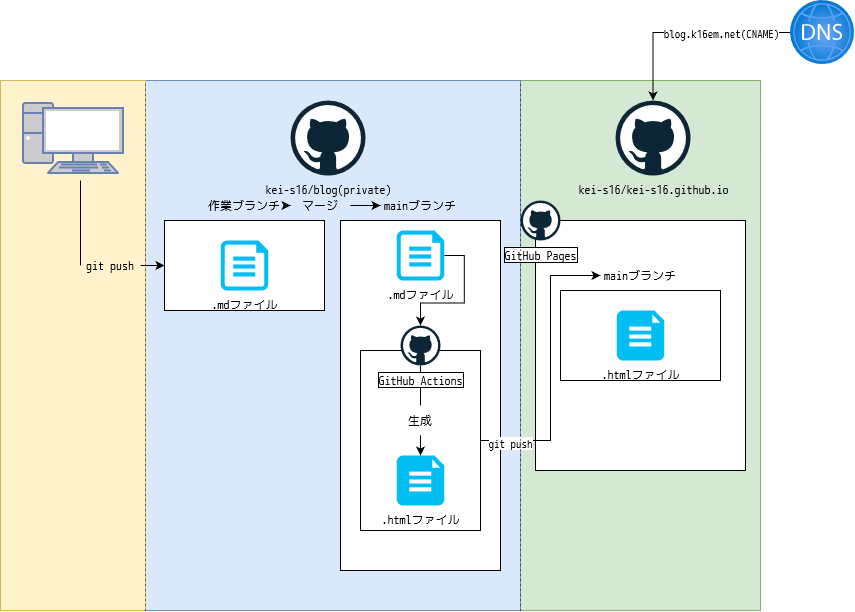 DNS
blog.k16em.net(CNAME)
kei-s16/blog(private)
kei-s16/kei-s16.github.io
作業ブランチ
マージ
mainブランチ
git push
.mdファイル
.mdファイル
GitHub Actions
生成
.htmlファイル
git push
GitHub Pages
mainブランチ
.htmlファイル